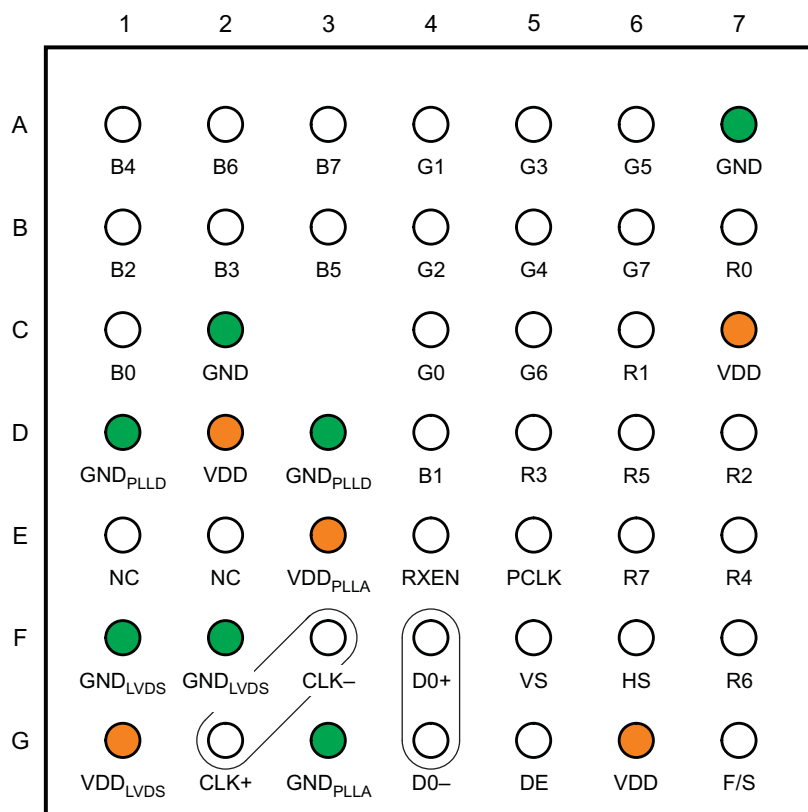 1 2 3 4 5 6 7
A
B4 B6 B7 G1 G3 G5 GND
B
B2 B3 B5 G2 G4 G7 R0
C
B0 GND G0 G6 R1 VDD
D
GNDPLLD VDD GNDPLLD B1 R3 R5 R2
E
NC NC VDDPLLA RXEN PCLK R7 R4
F
GNDLVDS GNDLVDS CLK– D0+ VS HS R6
G
VDDLVDS CLK+ GNDPLLA D0– DE VDD F/S